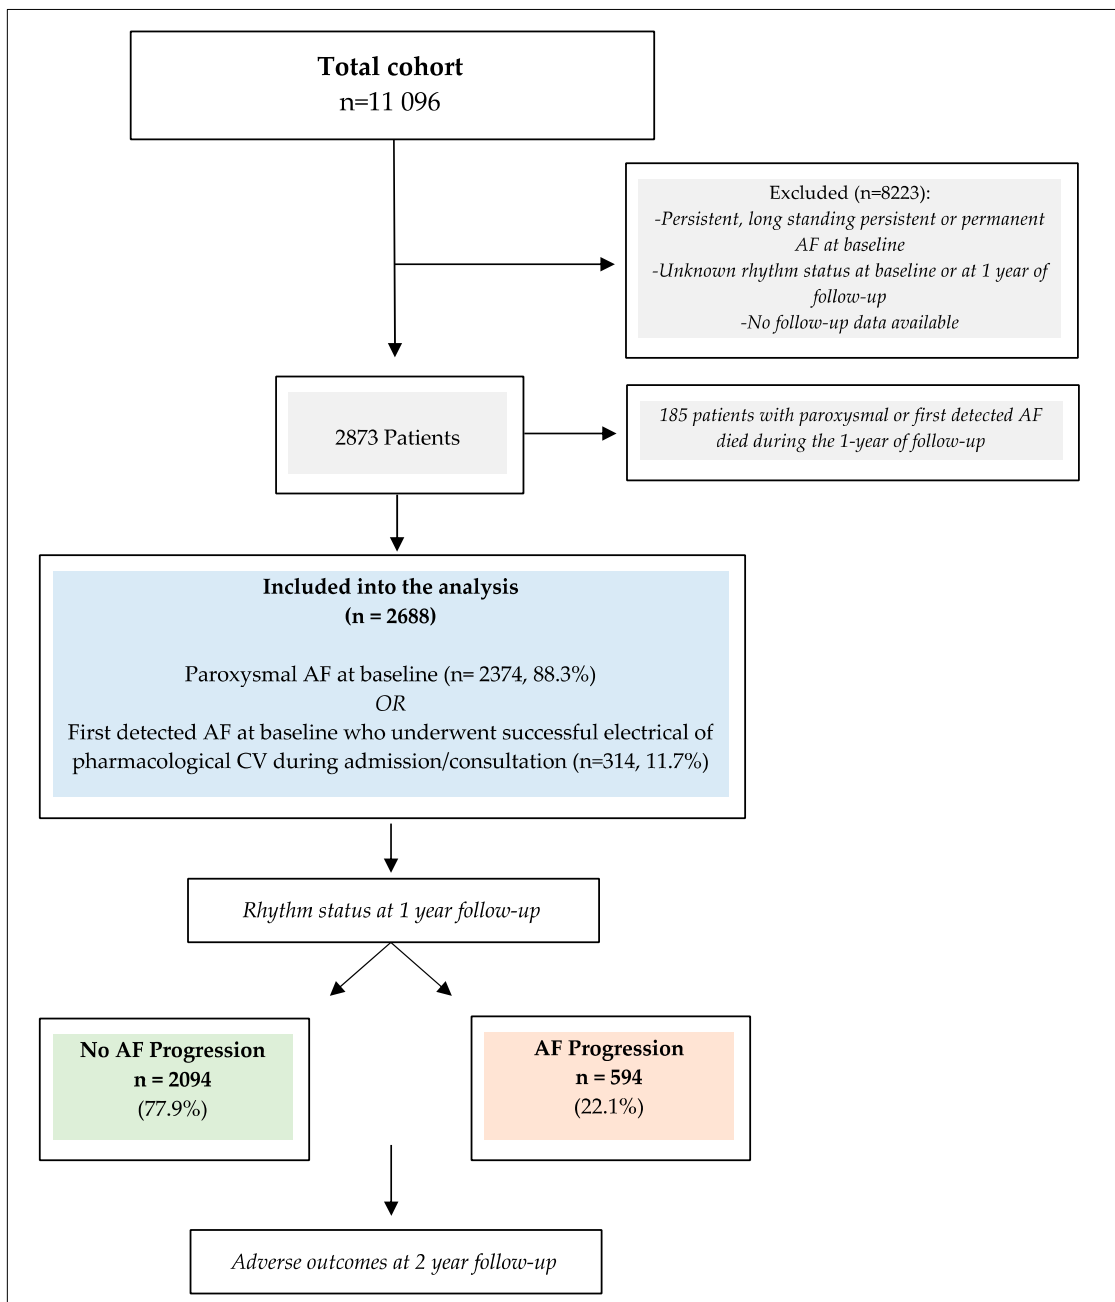 Total cohort
n=11 096
Excluded (n=8223):
-Persistent, long standing persistent or permanent
AF at baseline
-Unknown rhythm status at baseline or at 1 year of
follow-up
-No follow-up data available
2873 Patients
185 patients with paroxysmal or first detected AF
died during the 1-year of follow-up
Included into the analysis
(n = 2688)
Paroxysmal AF at baseline (n= 2374, 88.3%)
OR
First detected AF at baseline who underwent successful electrical of
pharmacological CV during admission/consultation (n=314, 11.7%)
Rhythm status at 1 year follow-up
No AF Progression
n = 2094
(77.9%)
AF Progression
n = 594
(22.1%)
Adverse outcomes at 2 year follow-up